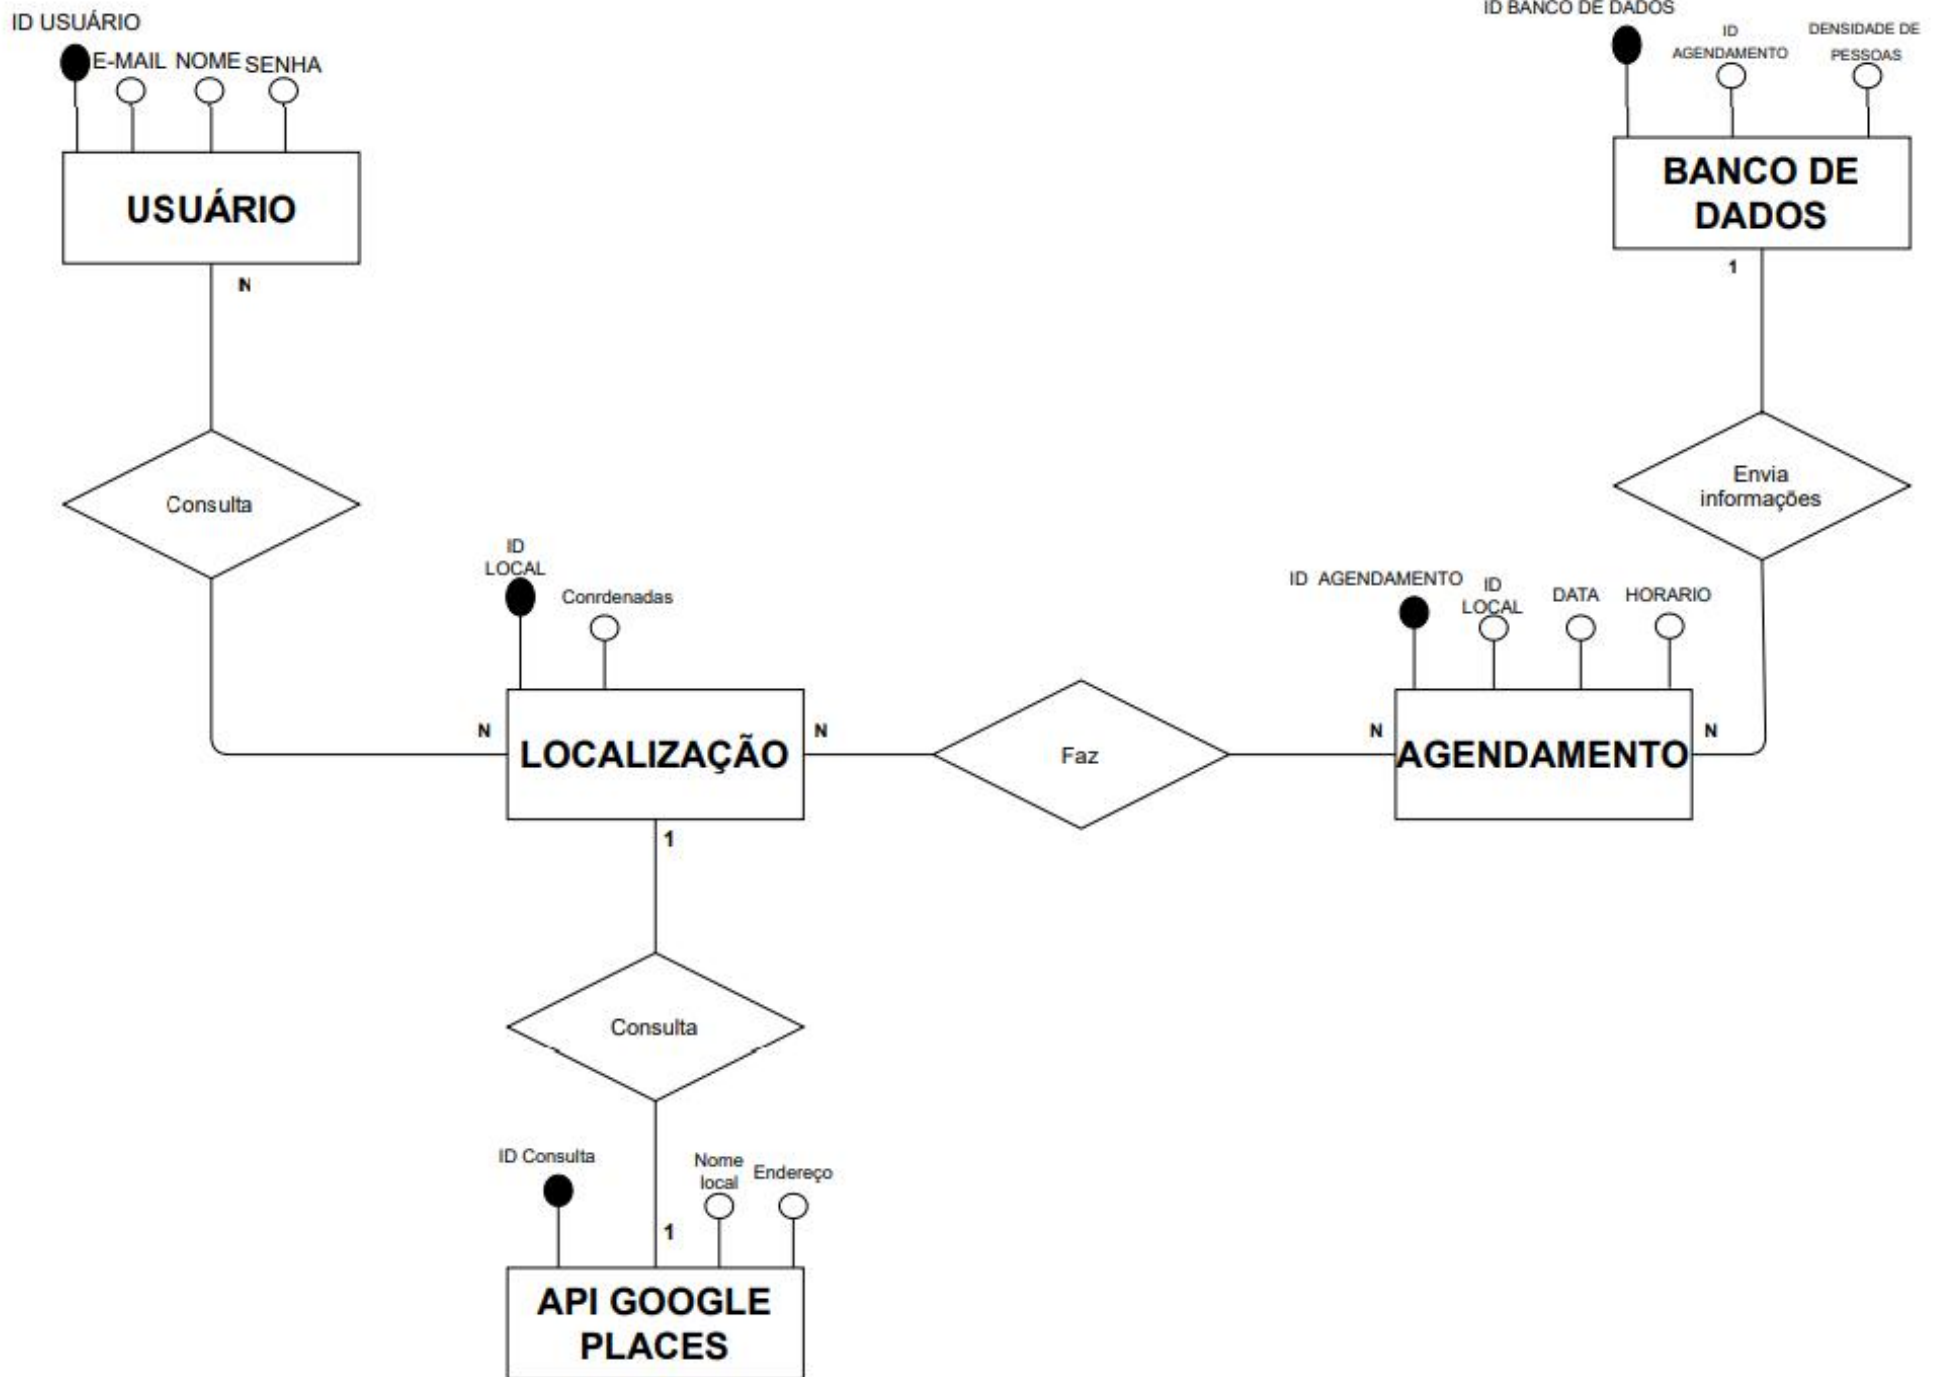 ID USUÁRIO
E-MAIL NOME SENHA
USUÁRIO
N
Consulta
ID BANCO DE DADOS
ID
AGENDAMENTO
DENSIDADE DE
PESSOAS
BANCO DE
DADOS
1
Envia
informações
ID
LOCAL
Conrdenadas
N
LOCALIZAÇÃO
N
1
Faz
ID AGENDAMENTO
ID
LOCAL
DATA
HORARIO
N
AGENDAMENTO
N
Consulta
ID Consulta
Nome
local
Endereço
1
API GOOGLE
PLACES